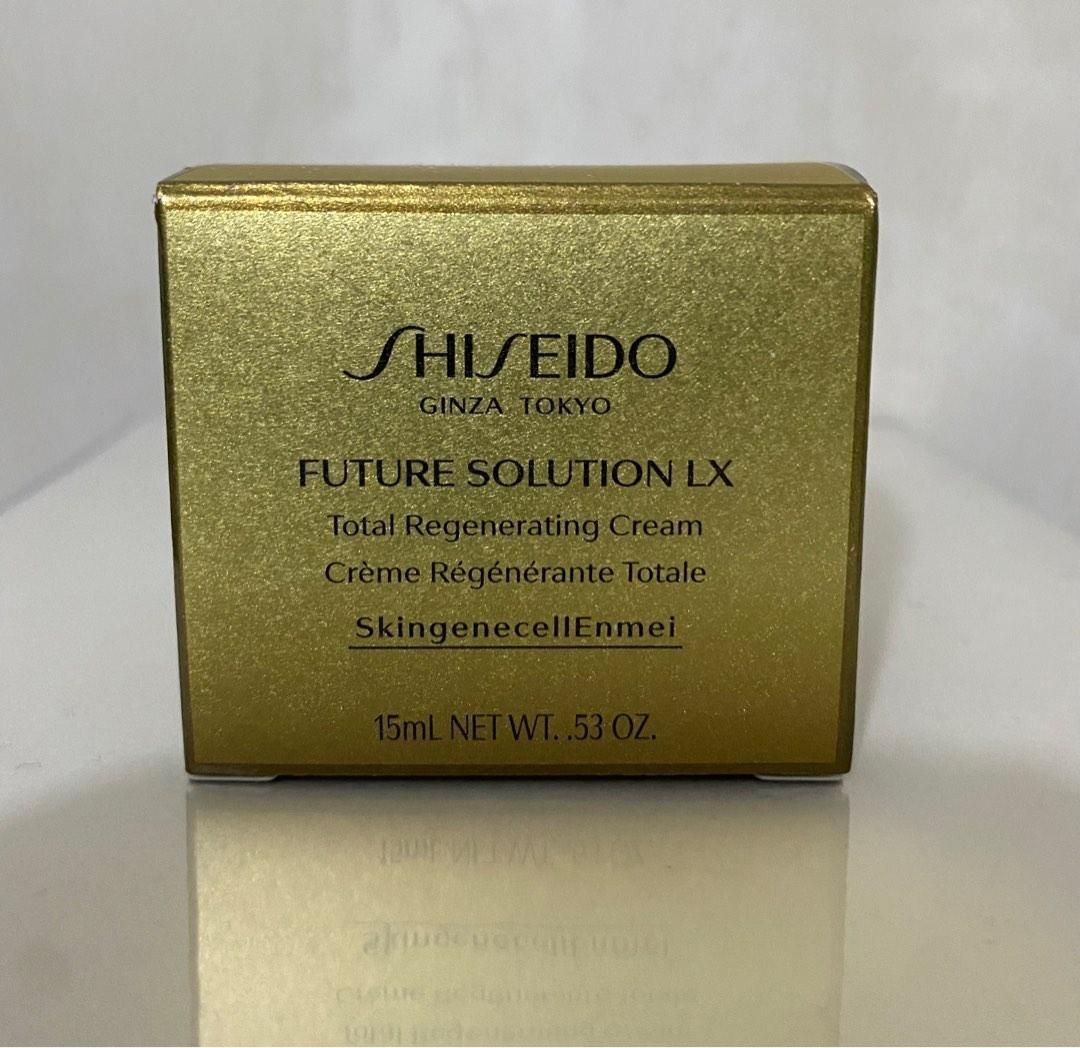 SHISEIDO
GINZA TOKYO
FUTURE SOLUTION LX
Total Regenerating Cream
Crème Régénérante Totale
SkingenecellEnmei
15mL NET WT. .53 OZ.